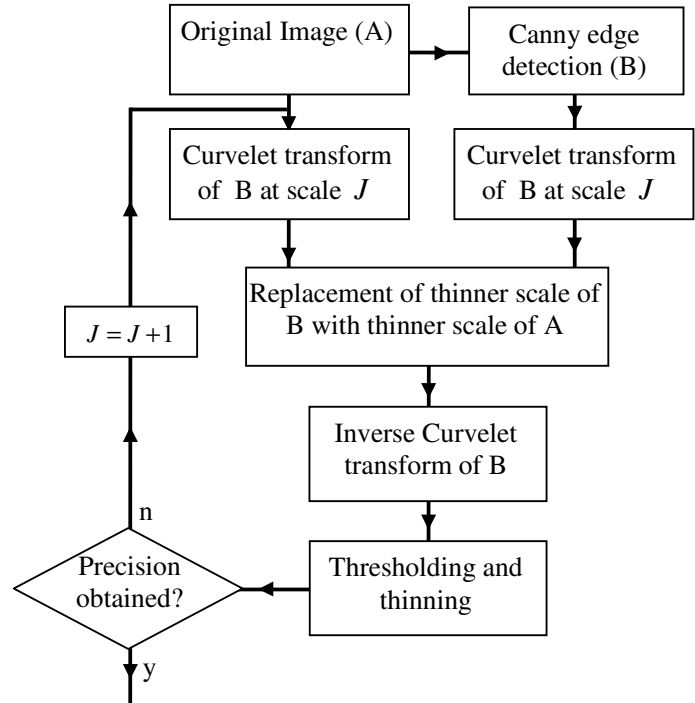 Original Image (A)
Canny edge
detection (B)
Curvelet transform
of B at scale J
Curvelet transform
of B at scale J
Replacement of thinner scale of
B with thinner scale of A
J = J +1
Inverse Curvelet
transform of B
n
Precision
obtained?
Thresholding and
thinning
y